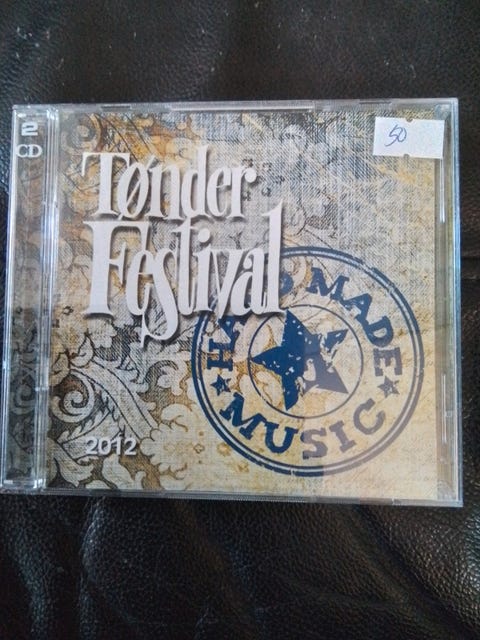 2
CD
50
Tønder
Festival
HAND MADE
MUSIC
2012